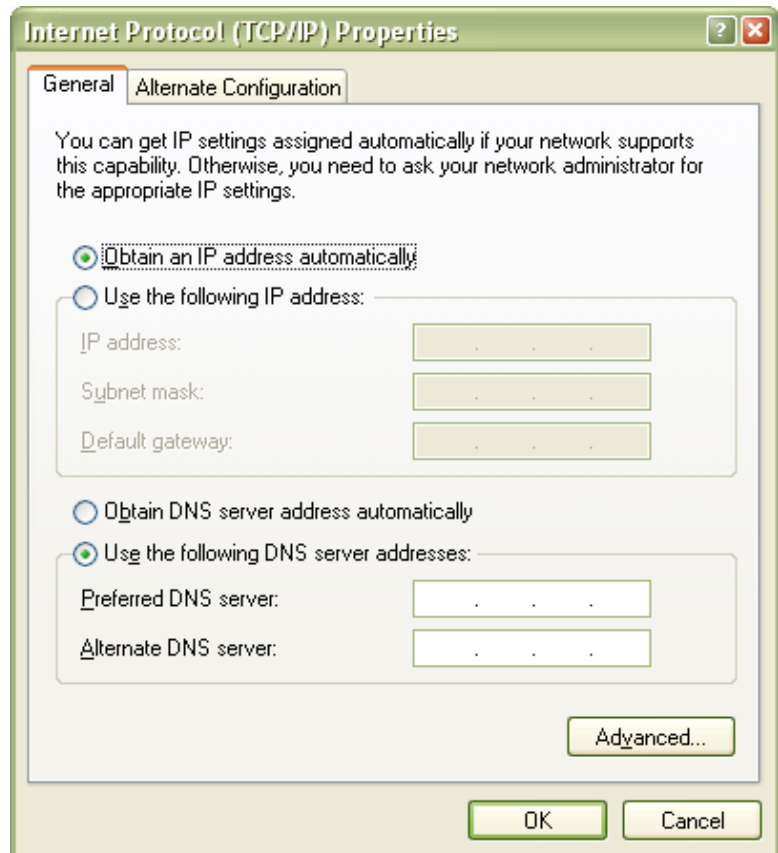 Internet Protocol (TCP/IP) Properties
General
Alternate Configuration
You can get IP settings assigned automatically if your network supports
this capability. Otherwise, you need to ask your network administrator for
the appropriate IP settings.
Obtain an IP address automatically
Use the following IP address:
IP address:
Subnet mask:
Default gateway:
Obtain DNS server address automatically
Use the following DNS server addresses:
Preferred DNS server:
Alternate DNS server:
Advanced...
OK
Cancel